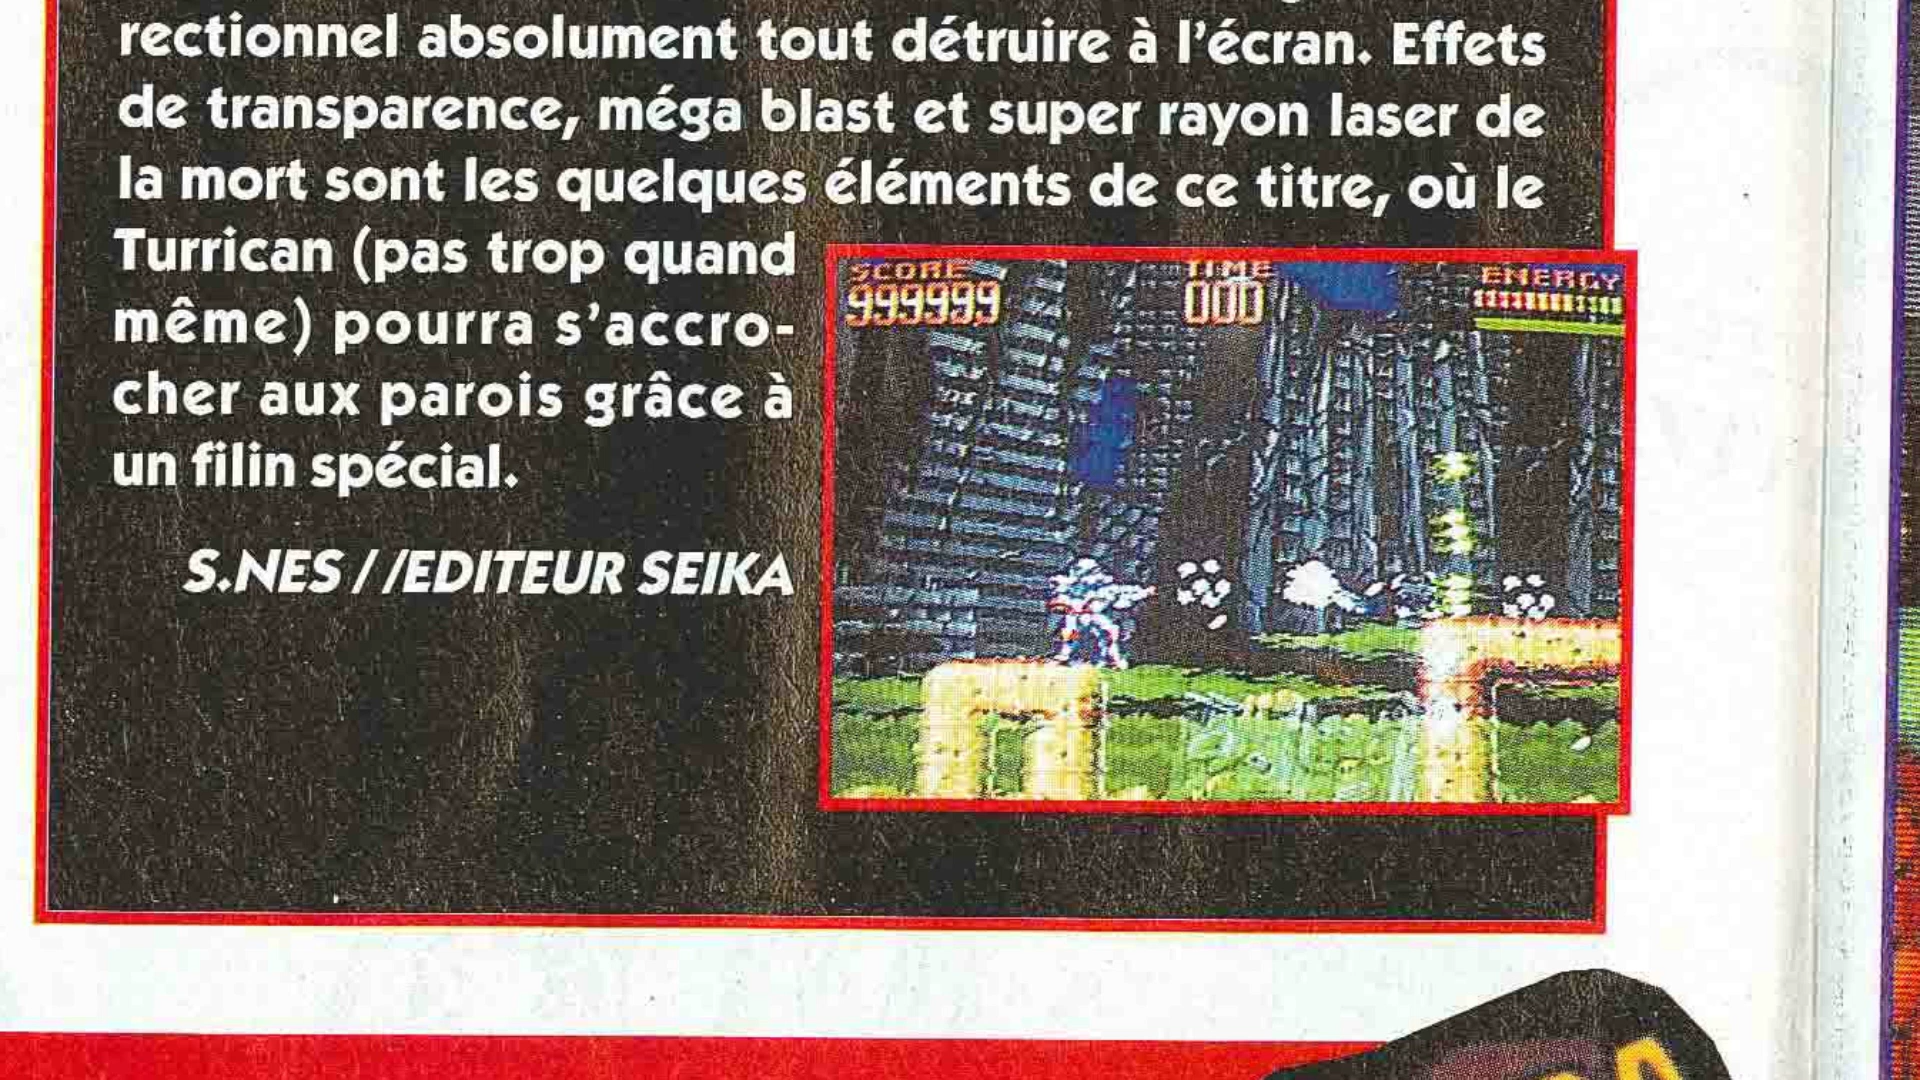 rectionnel absolument tout détruire à l'écran. Effets
de transparence, méga blast et super rayon laser de
la mort sont les quelques éléments de ce titre, où le
Turrican (pas trop quand
même) pourra s'accro-
cher aux parois grâce à
un filin spécial.
S.NES / /EDITEUR SEIKA
SCORE TIME ENERGY
999999 000